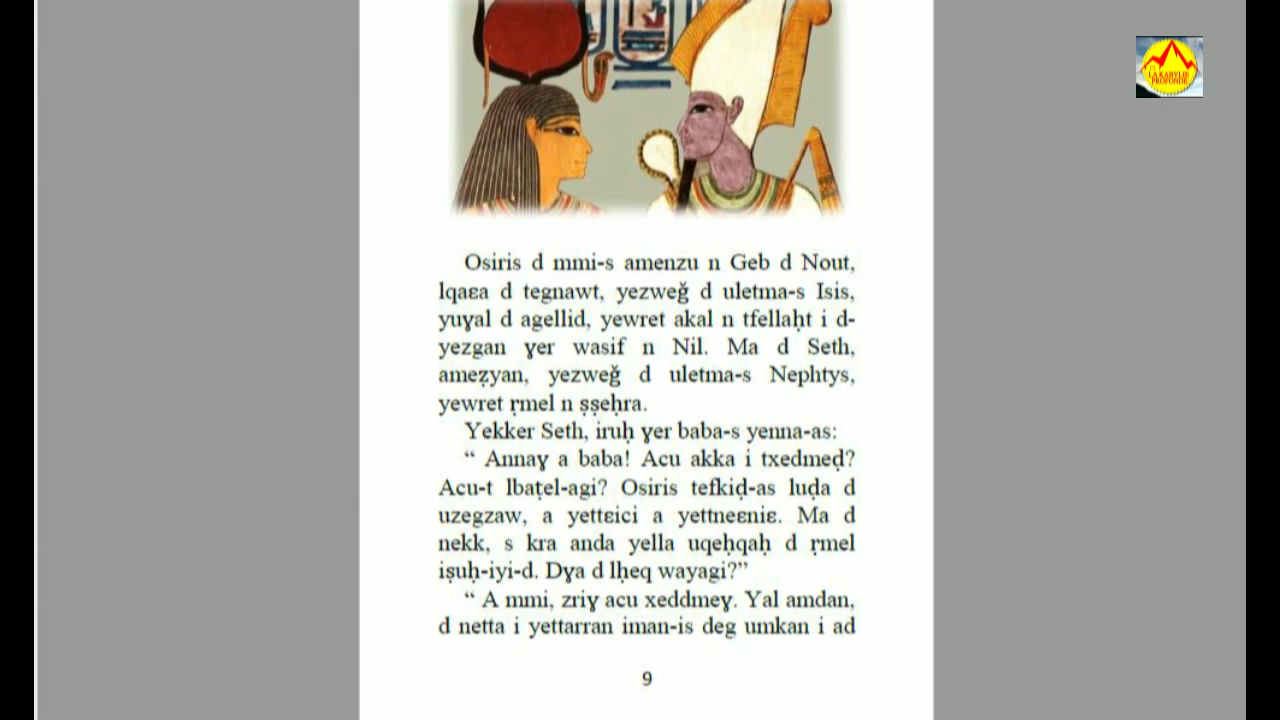 LA KABYLIE
PROFONDE
Osiris d mmi-s amenzu n Geb d Nout,
lqaɛa d tegnawt, yezweğ d uletma-s Isis,
yuɣal d agellid, yewret akal n tfellaḥt i d-
yezgan ɣer wasif n Nil. Ma d Seth,
ameẓyan, yezweğ d uletma-s Nephtys,
yewret ṛmel n ṣṣeḥra.
Yekker Seth, iruḥ ɣer baba-s yenna-as:
“ Annaɣ a baba! Acu akka i txedmeḍ?
Acu-t lbaṭel-agi? Osiris tefkiḍ-as luḍa d
uzegzaw, a yettɛici a yettneɛniɛ. Ma d
nekk, s kra anda yella uqeḥqaḥ d ṛmel
iṣuḥ-iyi-d. Dɣa d lḥeq wayagi?”
“ A mmi, zriɣ acu xeddmeɣ. Yal amdan,
d netta i yettarran iman-is deg umkan i ad
9